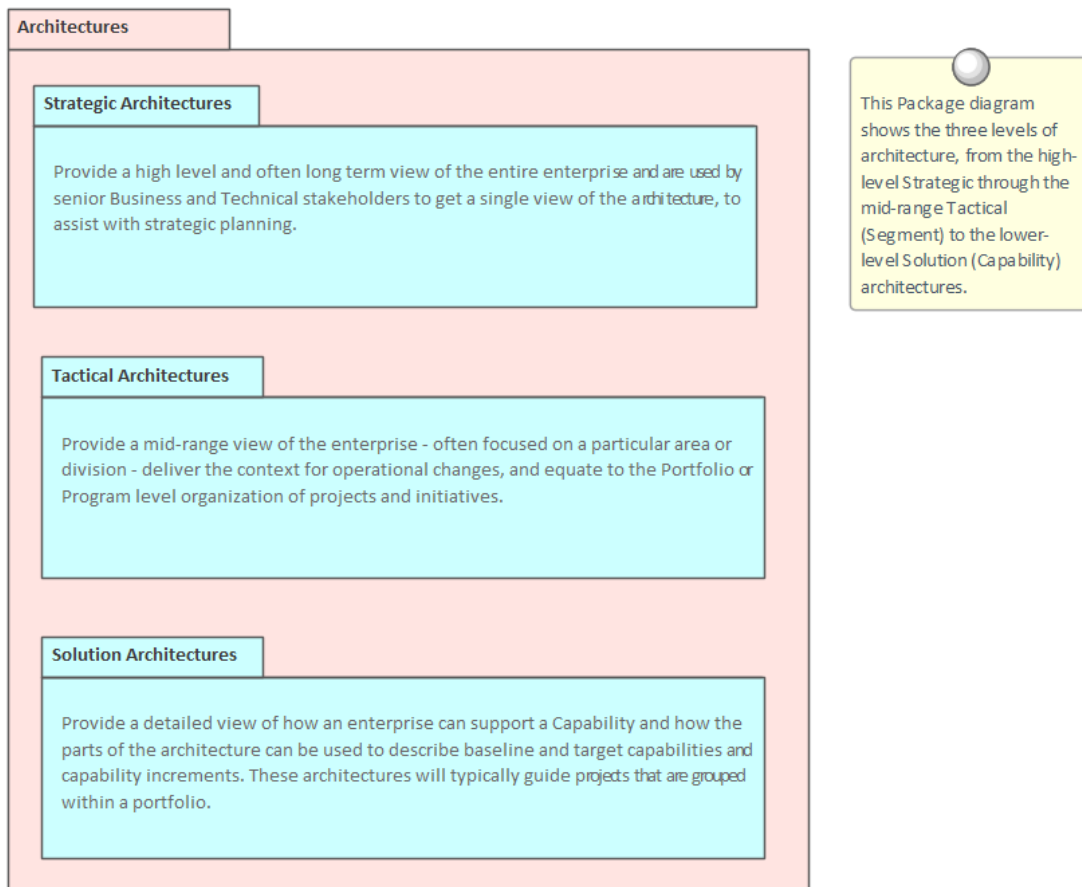 Architectures
Strategic Architectures
Provide a high level and often long term view of the entire enterprise and are used by
senior Business and Technical stakeholders to get a single view of the architecture, to
assist with strategic planning.
Tactical Architectures
Provide a mid-range view of the enterprise - often focused on a particular area or
division - deliver the context for operational changes, and equate to the Portfolio or
Program level organization of projects and initiatives.
Solution Architectures
Provide a detailed view of how an enterprise can support a Capability and how the
parts of the architecture can be used to describe baseline and target capabilities and
capability increments. These architectures will typically guide projects that are grouped
within a portfolio.
This Package diagram
shows the three levels of
architecture, from the high-
level Strategic through the
mid-range Tactical
(Segment) to the lower-
level Solution (Capability)
architectures.